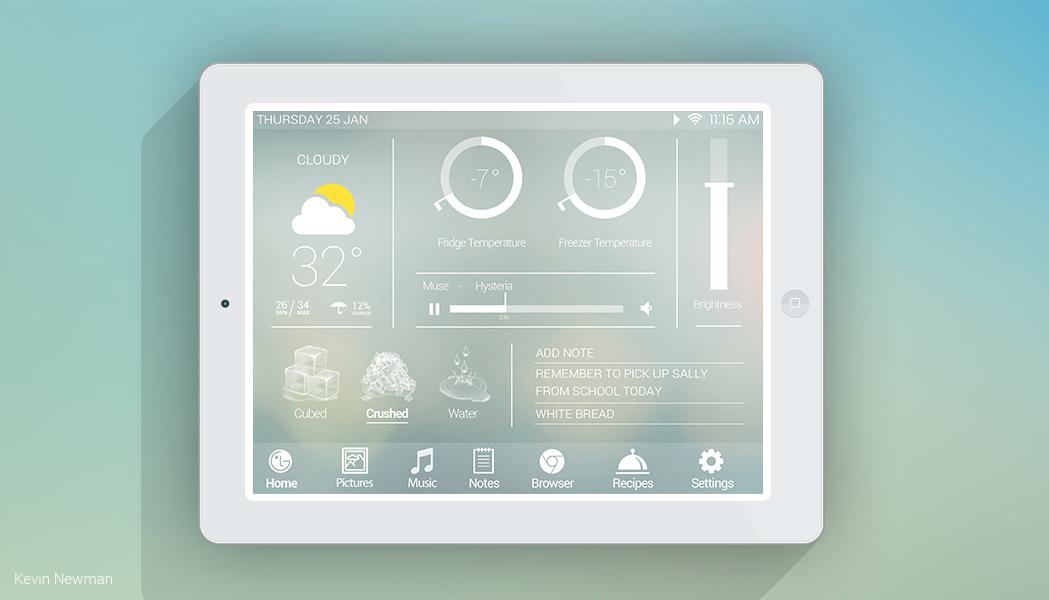 THURSDAY 25 JAN
11:16 AM
CLOUDY
32°
26 / 34
MIN MAX
12%
CHANCE
-7°
Fridge Temperature
-15°
Freezer Temperature
Muse - Hysteria
Brightness
Cubed
Crushed
Water
ADD NOTE
REMEMBER TO PICK UP SALLY
FROM SCHOOL TODAY
WHITE BREAD
Home
Pictures
Music
Notes
Browser
Recipes
Settings
Kevin Newman